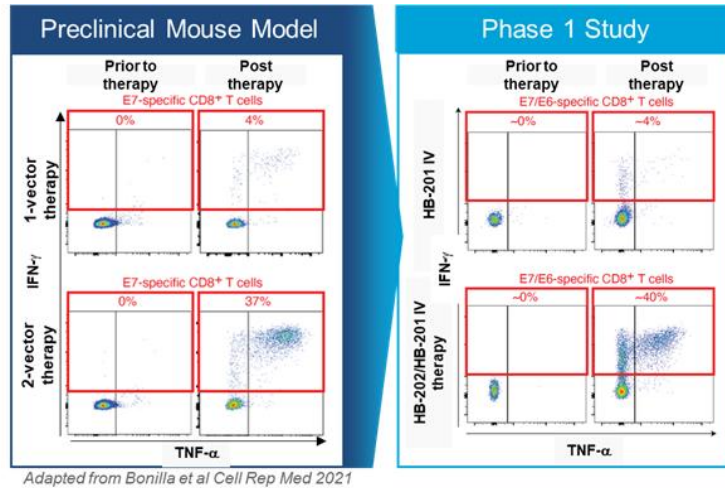 Preclinical Mouse Model
Prior to
therapy
Post
therapy
E7-specific CD8⁺ T cells
0%
4%
1-vector
therapy
IFN-γ
E7-specific CD8⁺ T cells
0%
37%
2-vector
therapy
TNF-α
Adapted from Bonilla et al Cell Rep Med 2021
Phase 1 Study
Prior to
therapy
Post
therapy
E7/E6-specific CD8⁺ T cells
~0%
~4%
HB-201 IV
IFN-γ
E7/E6-specific CD8⁺ T cells
~0%
~40%
HB-202/HB-201 IV
therapy
TNF-α